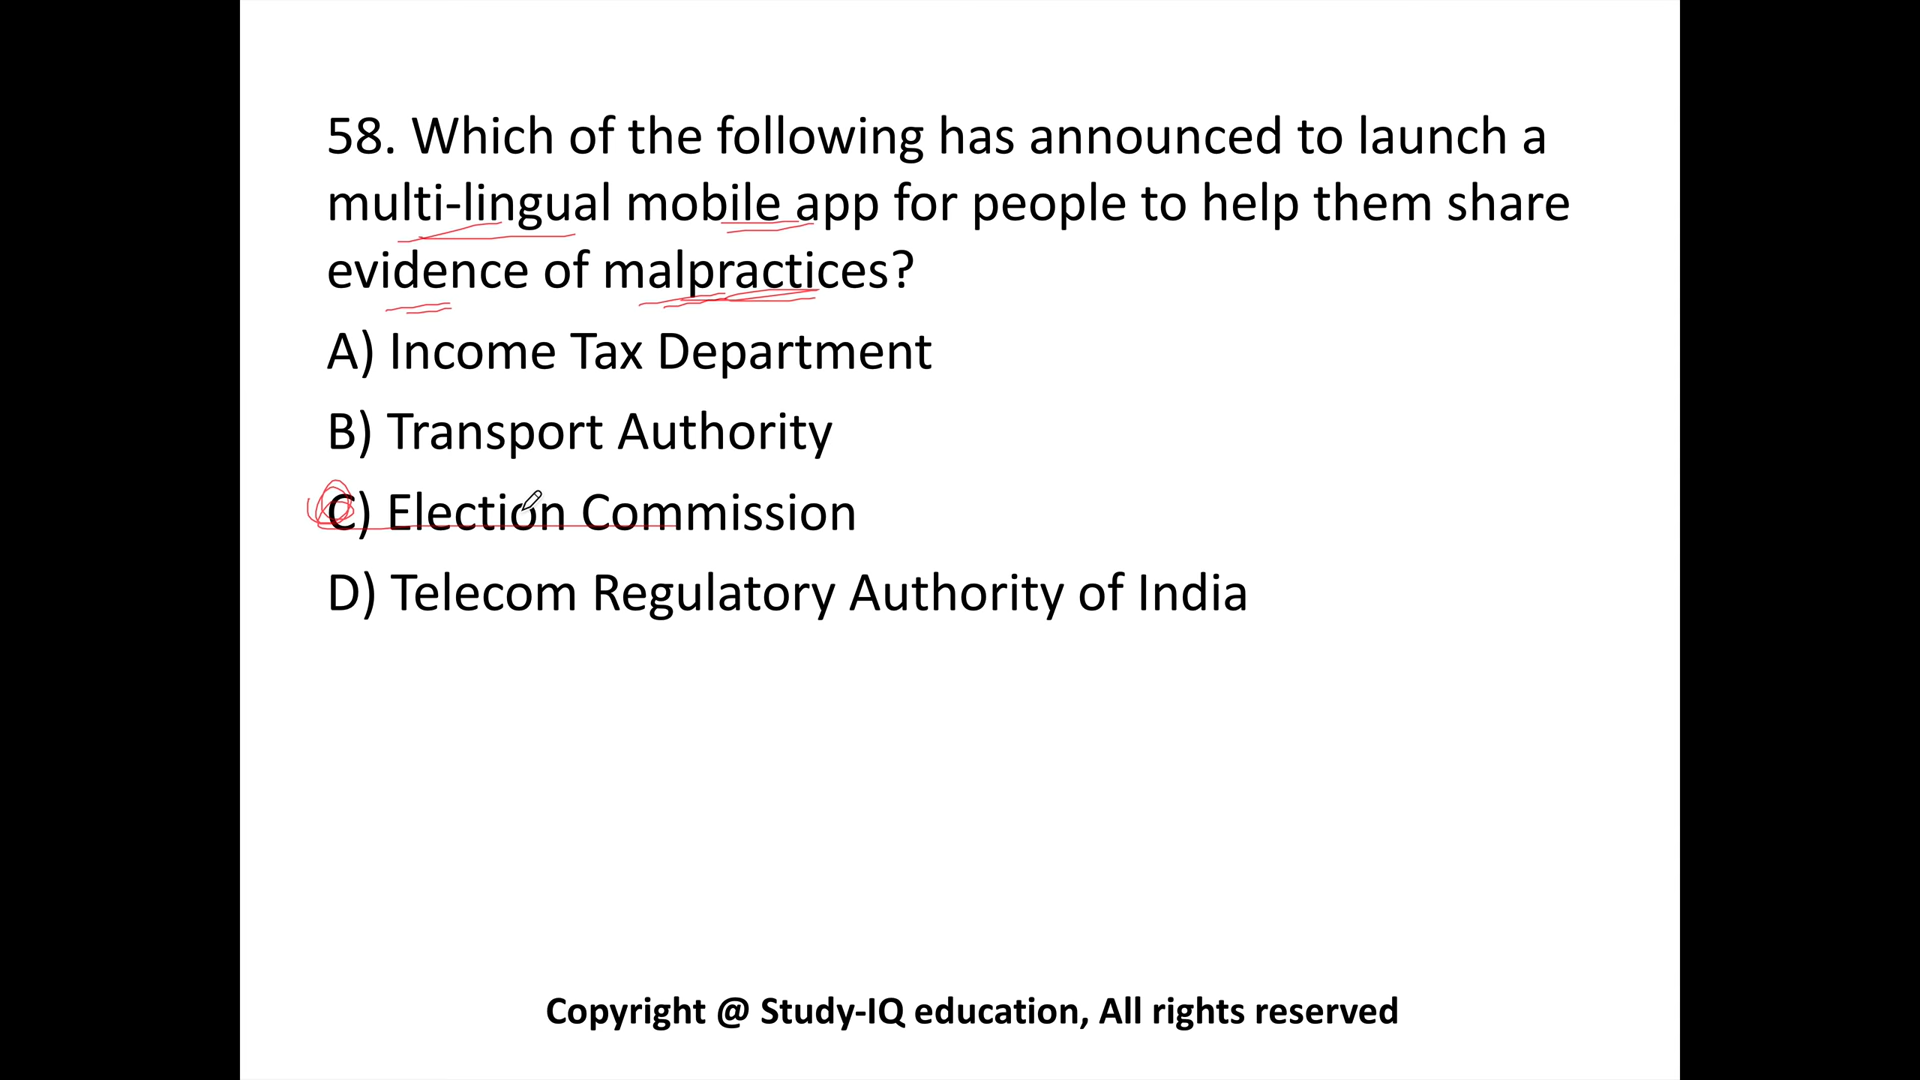 58. Which of the following has announced to launch a
multi-lingual mobile app for people to help them share
evidence of malpractices?
A) Income Tax Department
B) Transport Authority
C) Election Commission
D) Telecom Regulatory Authority of India
Copyright @ Study-IQ education, All rights reserved